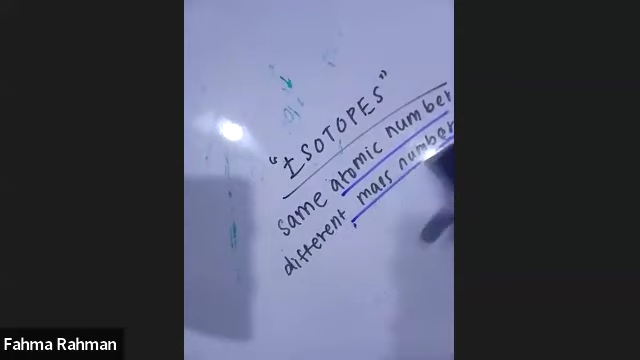 "ISOTOPES"
same atomic number
different mass number
Fahma Rahman